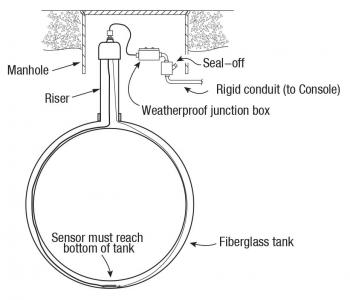 Manhole
Seal-off
Riser
Rigid conduit (to Console)
Weatherproof junction box
Sensor must reach
bottom of tank
Fiberglass tank